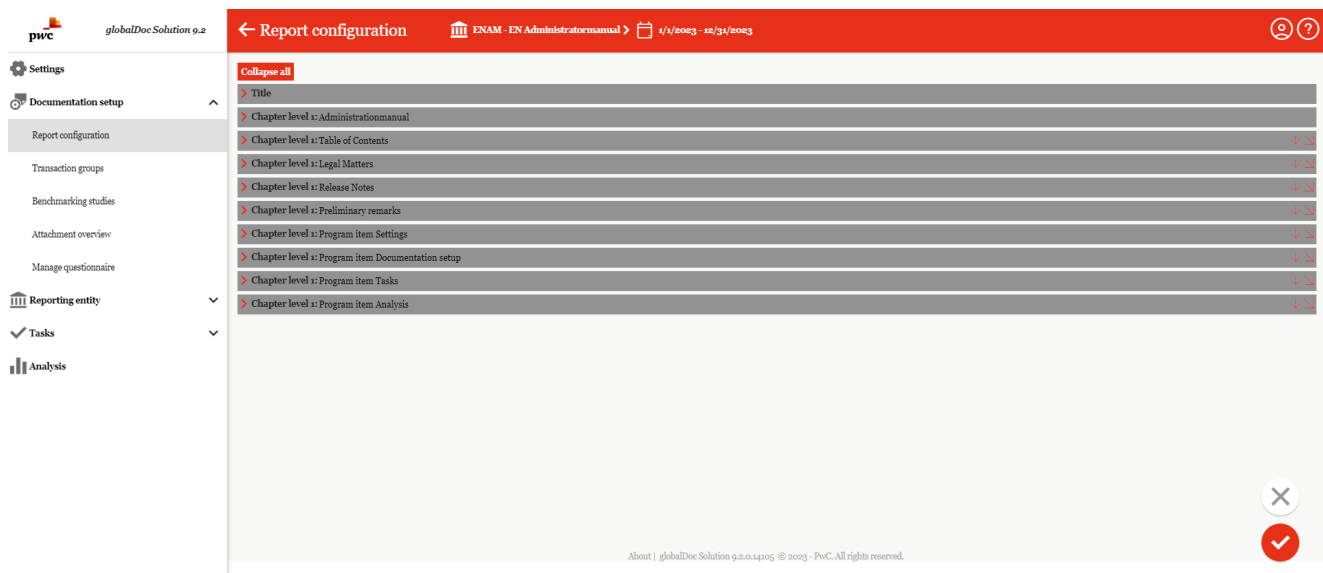 pwc
globalDoc Solution 9.2
Report configuration
ENAM - EN Administratormanual
1/1/2023 - 12/31/2023
?
Settings
Documentation setup
Report configuration
Transaction groups
Benchmarking studies
Attachment overview
Manage questionnaire
Reporting entity
Tasks
Analysis
Collapse all
Title
Chapter level 1: Administrationmanual
Chapter level 1: Table of Contents
Chapter level 1: Legal Matters
Chapter level 1: Release Notes
Chapter level 1: Preliminary remarks
Chapter level 1: Program item Settings
Chapter level 1: Program item Documentation setup
Chapter level 1: Program item Tasks
Chapter level 1: Program item Analysis
About | globalDoc Solution 9.2.0.14105 © 2023 - PwC. All rights reserved.